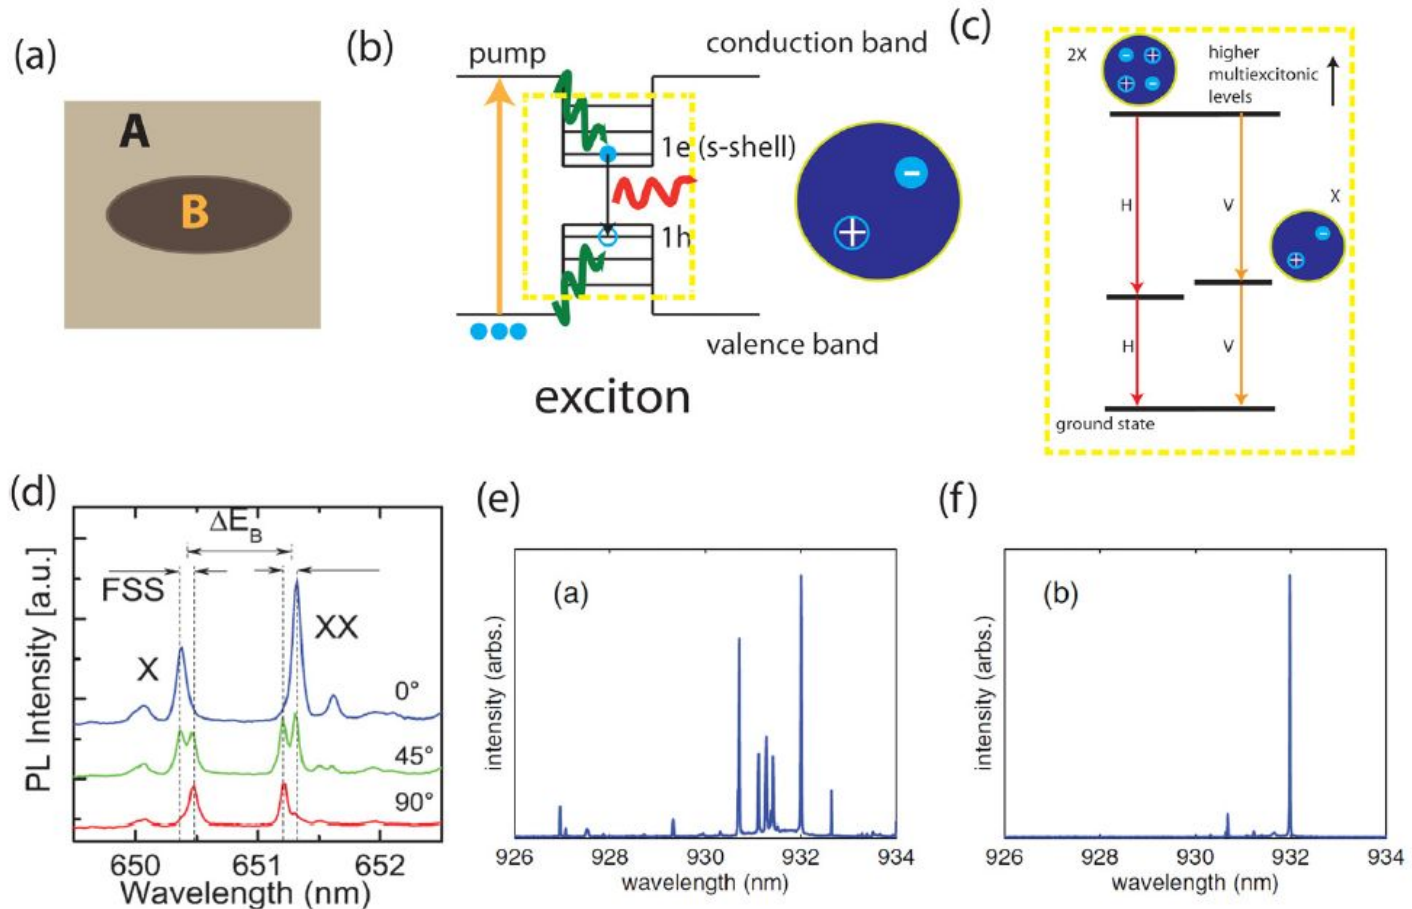 (a)
A
B
(b)
pump
conduction band
1e (s-shell)
1h
valence band
exciton
(c)
2X
higher
multiexcitonic
levels
H
V
X
H
V
ground state
(d)
ΔE_B
FSS
X
XX
0°
45°
90°
PL Intensity [a.u.]
650 651 652
Wavelength (nm)
(e)
(a)
intensity (arbs.)
926 928 930 932 934
wavelength (nm)
(f)
(b)
intensity (arbs.)
926 928 930 932 934
wavelength (nm)